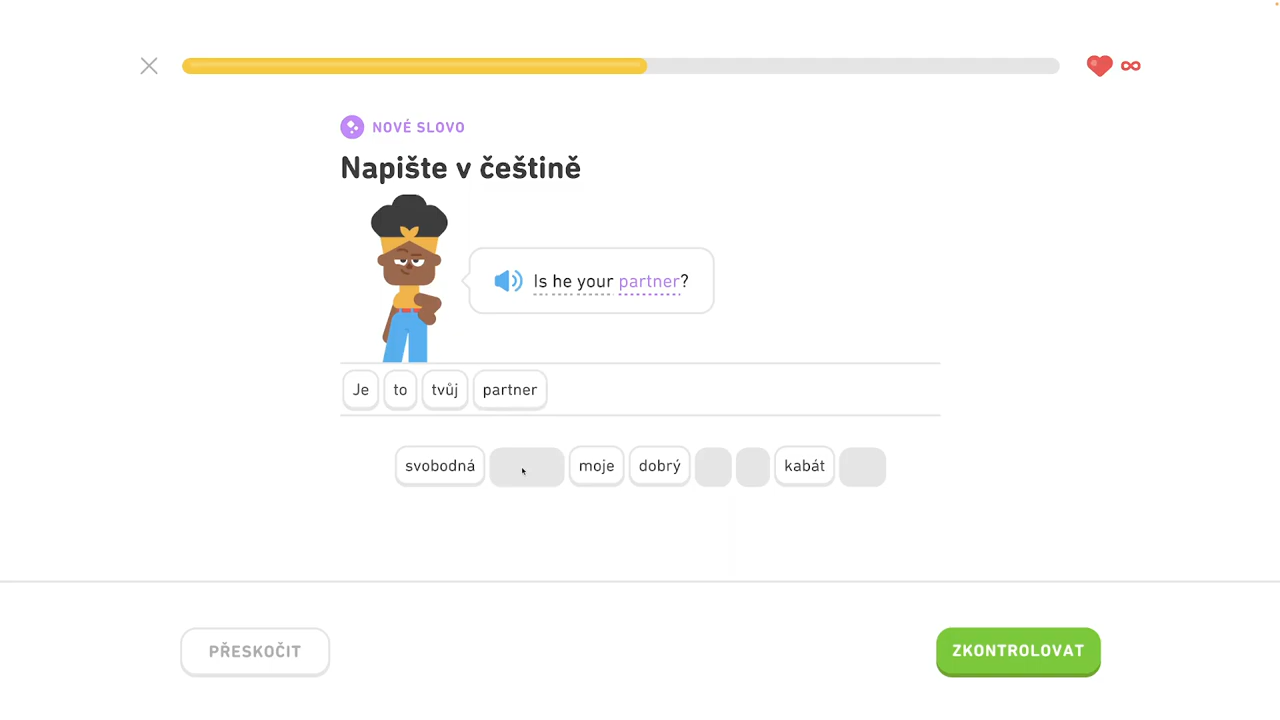 NOVÉ SLOVO
Napište v češtině
Is he your partner?
Je to tvůj partner
svobodná moje dobrý kabát
PŘESKOČIT ZKONTROLOVAT